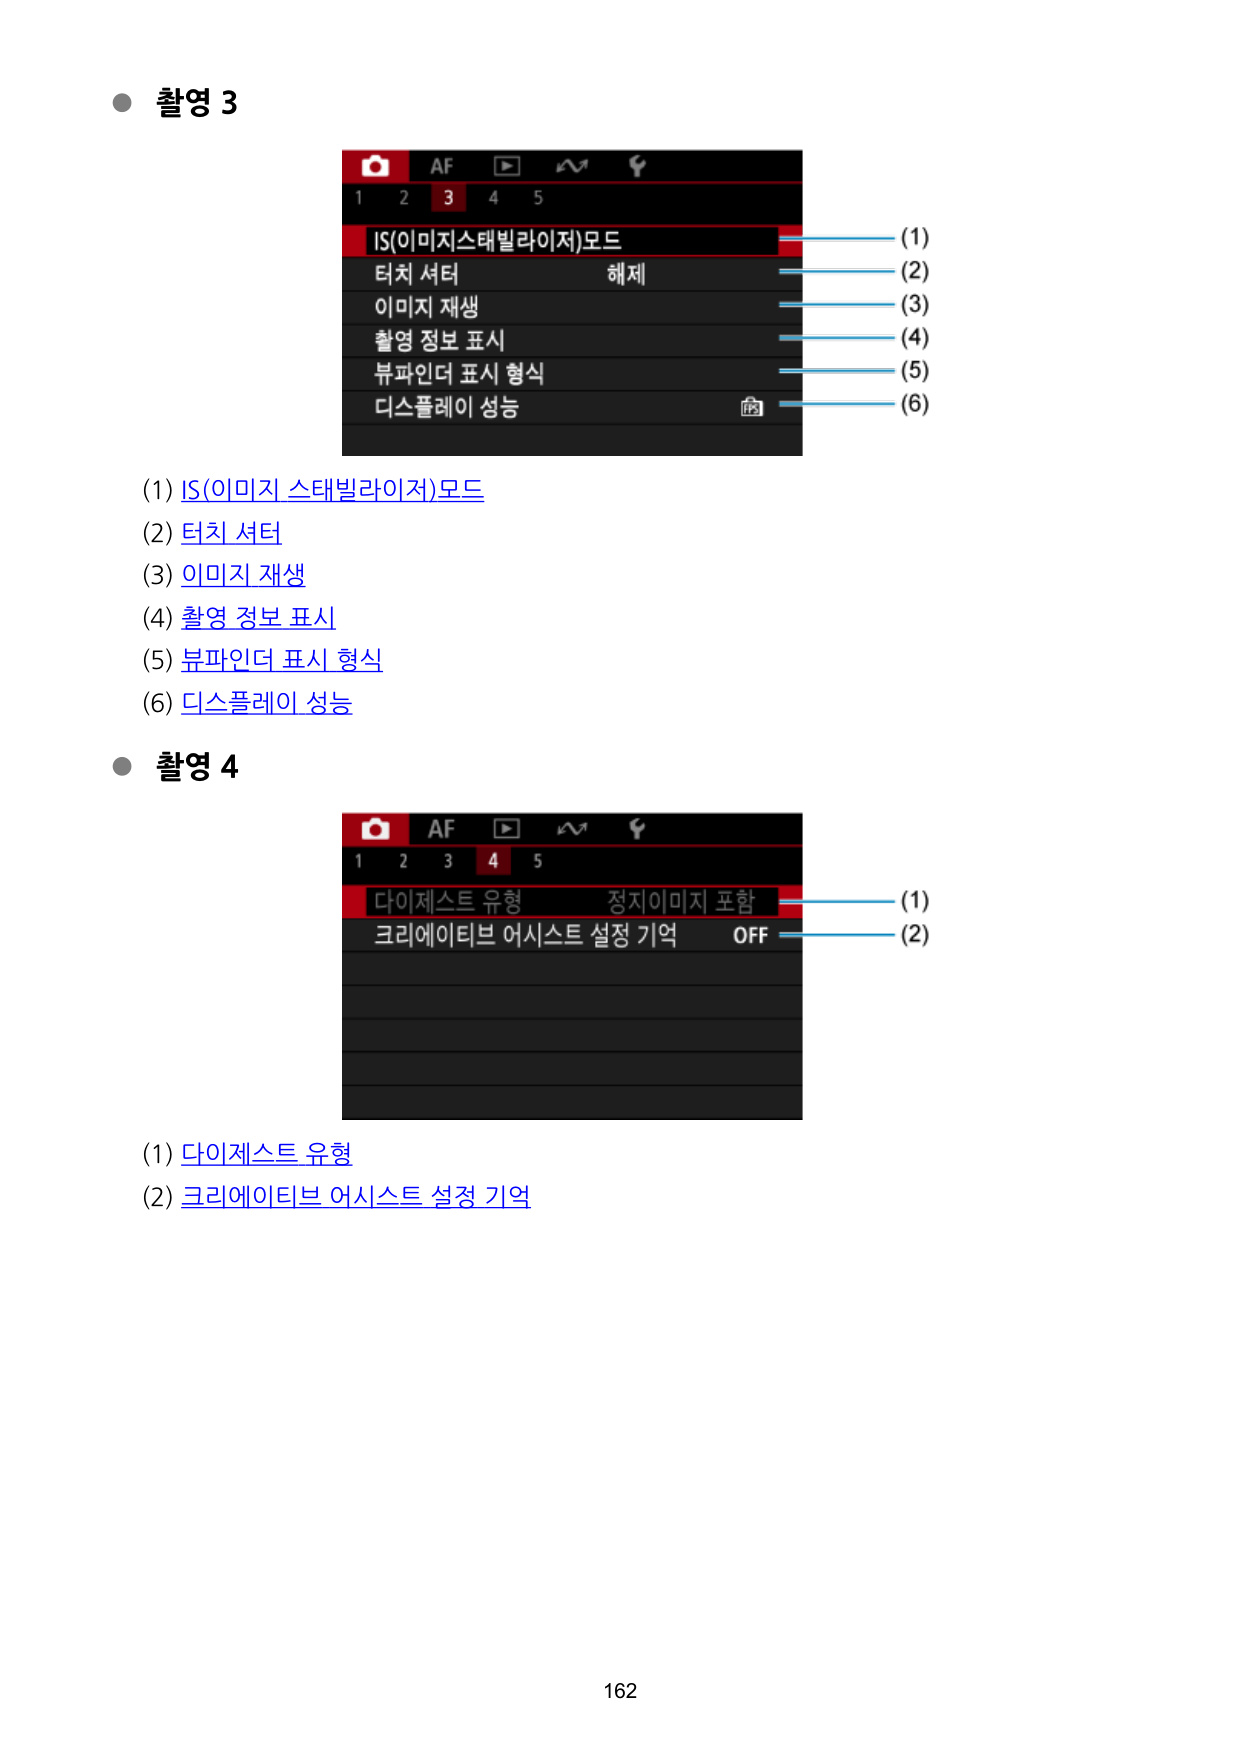 촬영 3
AF
1 2 3 4 5
IS(이미지스태빌라이저)모드 (1)
터치 셔터 해제 (2)
이미지 재생 (3)
촬영 정보 표시 (4)
뷰파인더 표시 형식 (5)
디스플레이 성능 FPS (6)
(1) IS(이미지 스태빌라이저)모드
(2) 터치 셔터
(3) 이미지 재생
(4) 촬영 정보 표시
(5) 뷰파인더 표시 형식
(6) 디스플레이 성능
촬영 4
AF
1 2 3 4 5
다이제스트 유형 정지이미지 포함 (1)
크리에이티브 어시스트 설정 기억 OFF (2)
(1) 다이제스트 유형
(2) 크리에이티브 어시스트 설정 기억
162